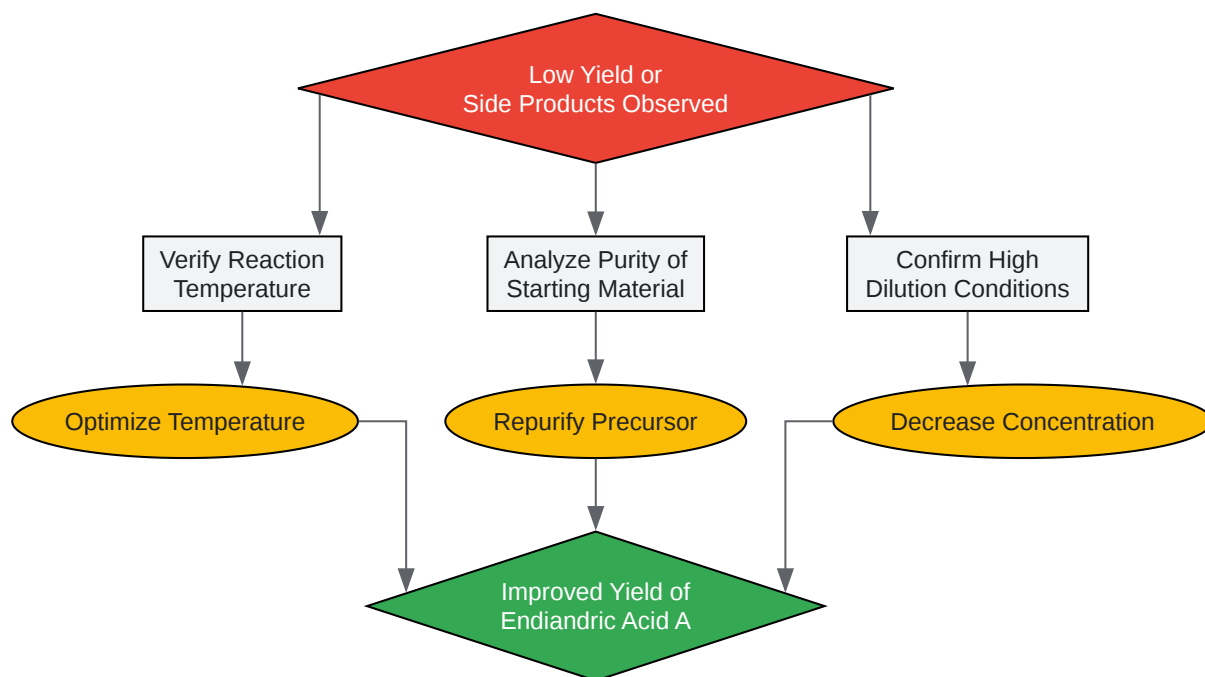 Low Yield or
Side Products Observed
Verify Reaction
Temperature
Analyze Purity of
Starting Material
Confirm High
Dilution Conditions
Optimize Temperature
Repurify Precursor
Decrease Concentration
Improved Yield of
Endiandric Acid A